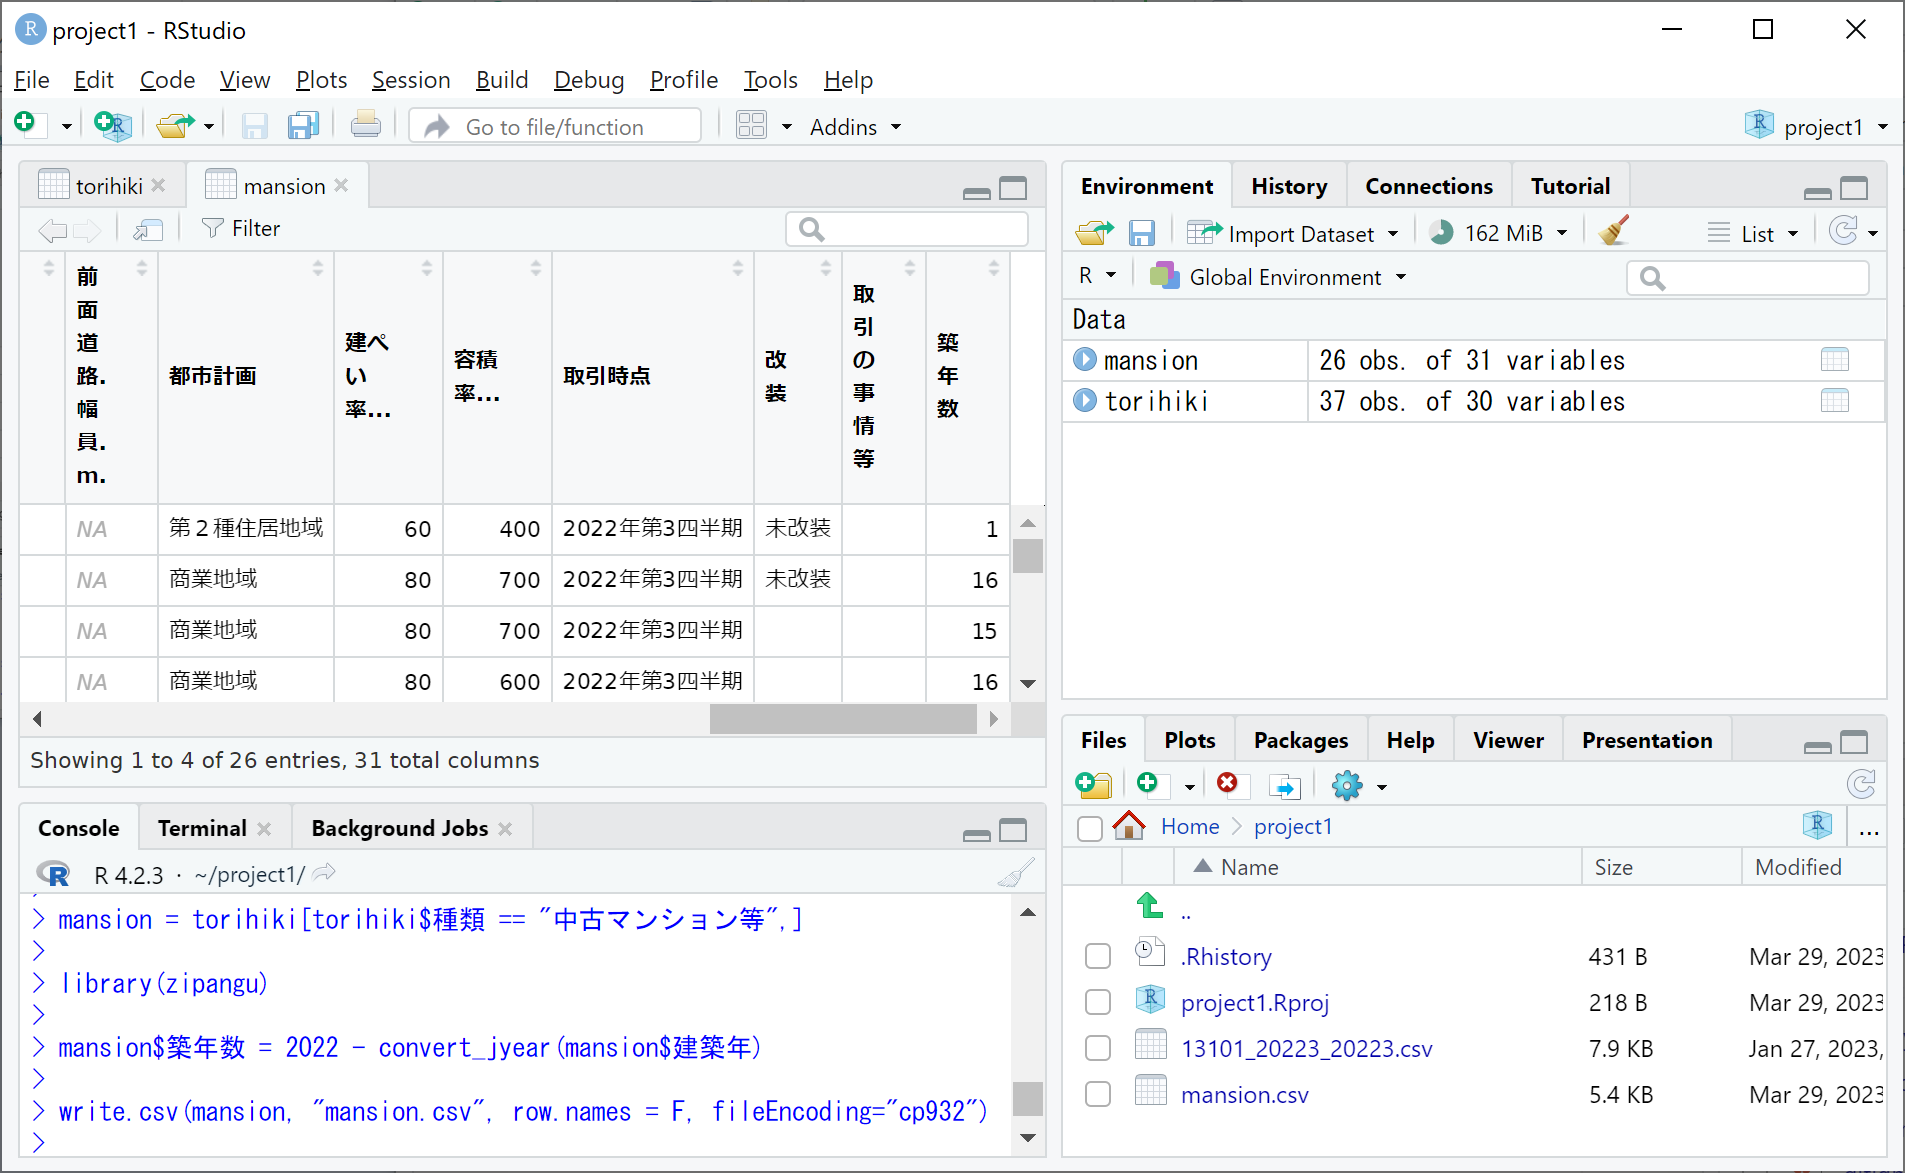 project1 - RStudio
File Edit Code View Plots Session Build Debug Profile Tools Help
Go to file/function Addins project1
torihiki mansion
Filter
前面道路.幅員.m. 都市計画 建ぺい率... 容積率... 取引時点 改装 取引の事情等 築年数
NA 第２種住居地域 60 400 2022年第3四半期 未改装 1
NA 商業地域 80 700 2022年第3四半期 未改装 16
NA 商業地域 80 700 2022年第3四半期 15
NA 商業地域 80 600 2022年第3四半期 16
Showing 1 to 4 of 26 entries, 31 total columns
Console Terminal Background Jobs
R 4.2.3 · ~/project1/
> mansion = torihiki[torihiki$種類 == "中古マンション等",]
>
> library(zipangu)
>
> mansion$築年数 = 2022 - convert_jyear(mansion$建築年)
>
> write.csv(mansion, "mansion.csv", row.names = F, fileEncoding="cp932")
>
Environment History Connections Tutorial
Import Dataset 162 MiB List
R Global Environment
Data
mansion 26 obs. of 31 variables
torihiki 37 obs. of 30 variables
Files Plots Packages Help Viewer Presentation
Home project1 ...
Name Size Modified
..
.Rhistory 431 B Mar 29, 2023
project1.Rproj 218 B Mar 29, 2023
13101_20223_20223.csv 7.9 KB Jan 27, 2023,
mansion.csv 5.4 KB Mar 29, 2023